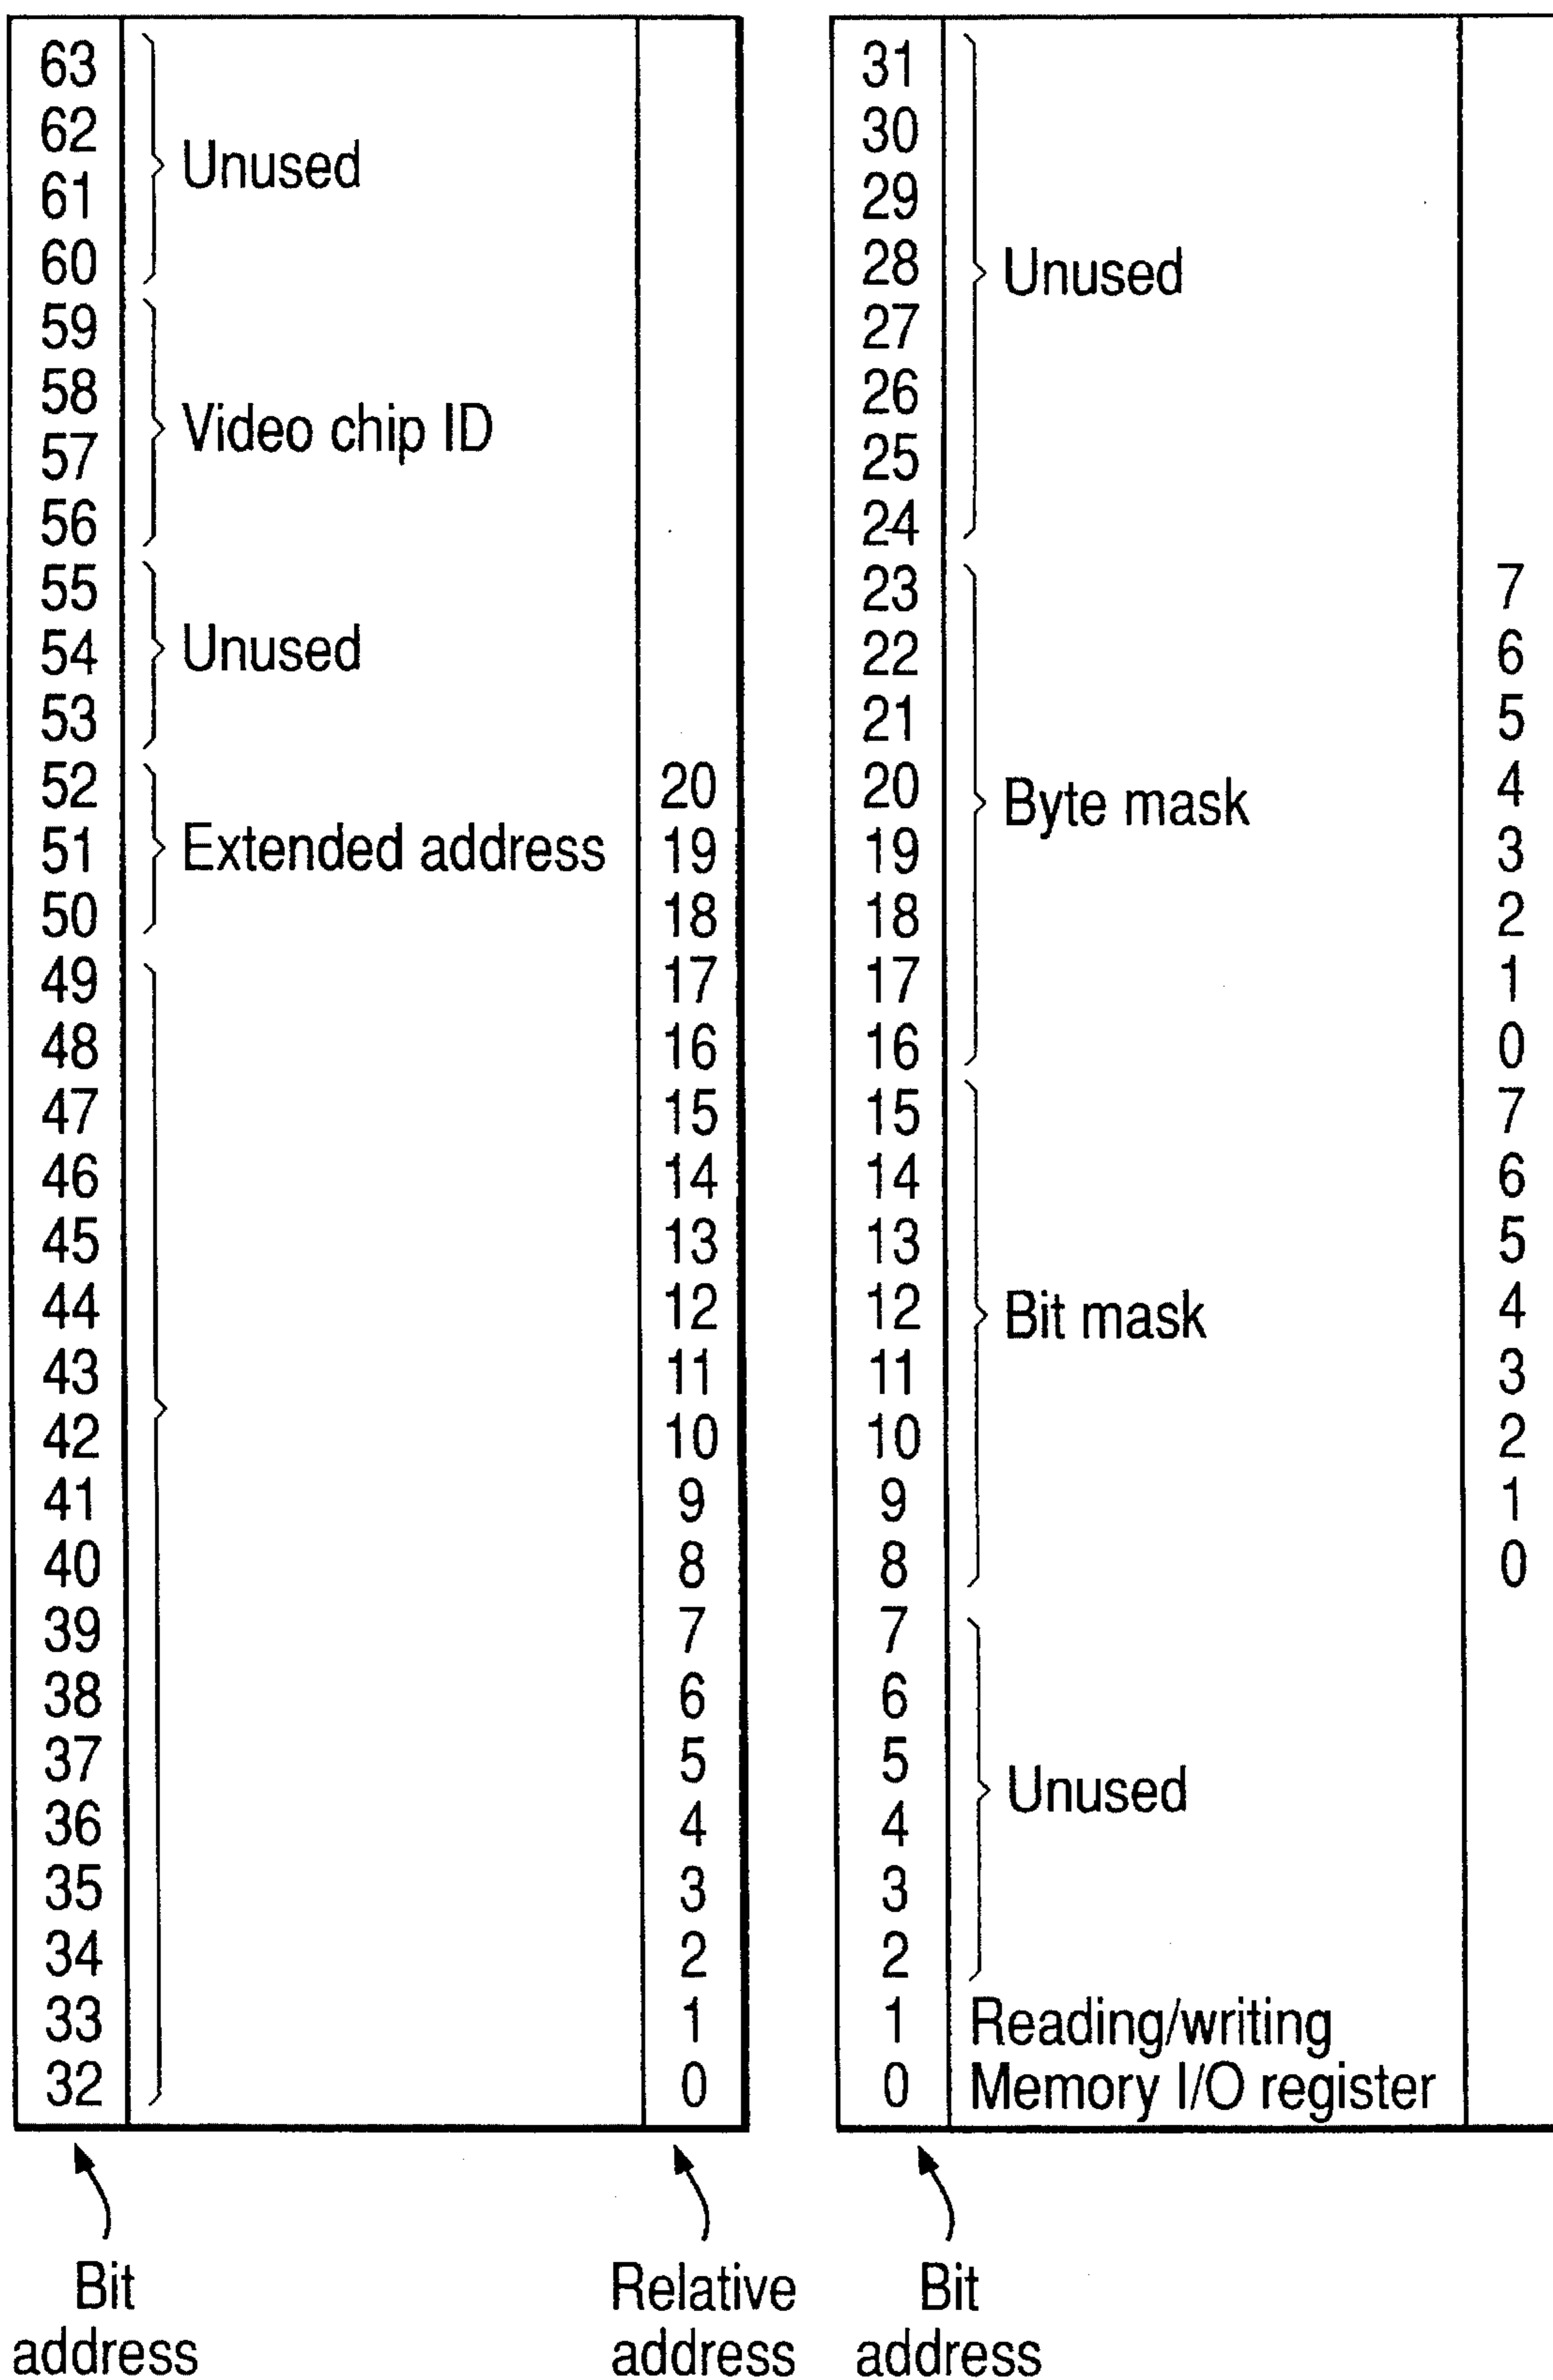 63 31
62 30
Unused
61 29
60 28
Unused
59 27
58 26
Video chip ID
57 25
56 24
55 23 7
54 Unused 22 6
53 21 5
52 20 20 4
Byte mask
51 Extended address 19 19 3
50 18 18 2
49 17 17 1
48 16 16 0
47 15 15 7
46 14 14 6
45 13 13 5
44 12 12 Bit mask 4
43 11 11 3
42 10 10 2
41 9 9 1
40 8 8 0
39 7 7
38 6 6
37 5 5
Unused
36 4 4
35 3 3
34 2 2
33 1 1 Reading/writing
32 0 0 Memory I/O register
Bit Relative Bit
address address address